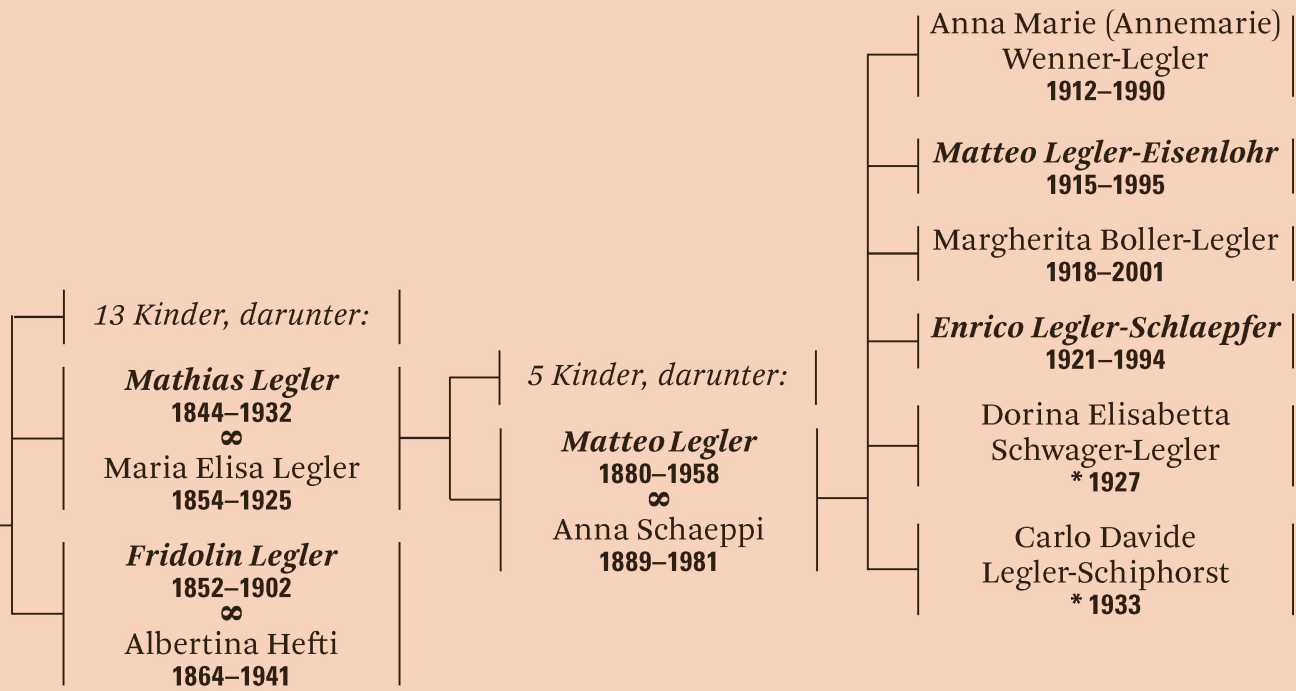 13 Kinder, darunter:
Mathias Legler
1844–1932
∞
Maria Elisa Legler
1854–1925
Fridolin Legler
1852–1902
∞
Albertina Hefti
1864–1941
5 Kinder, darunter:
Matteo Legler
1880–1958
∞
Anna Schaeppi
1889–1981
Anna Marie (Annemarie)
Wenner-Legler
1912–1990
Matteo Legler-Eisenlohr
1915–1995
Margherita Boller-Legler
1918–2001
Enrico Legler-Schlaepfer
1921–1994
Dorina Elisabetta
Schwager-Legler
* 1927
Carlo Davide
Legler-Schiphorst
* 1933